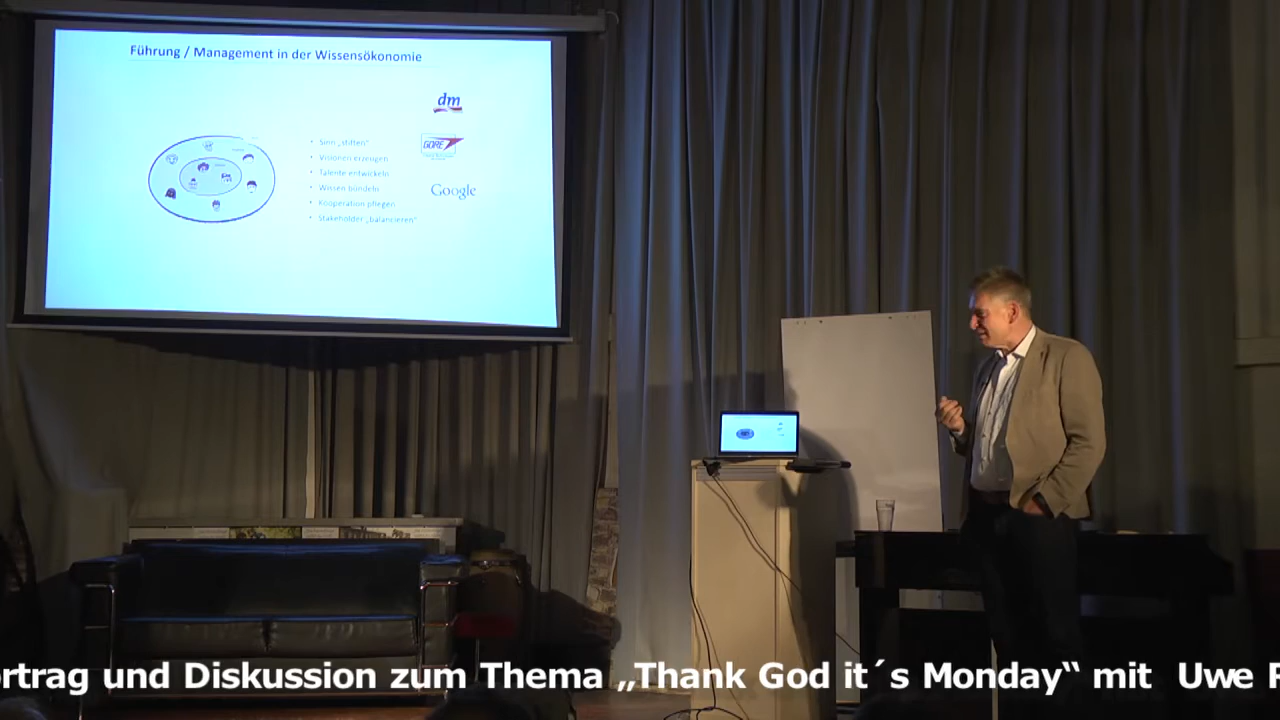 Führung / Management in der Wissensökonomie
dm
• Sinn „stiften“
GORE
• Visionen erzeugen
• Talente entwickeln
• Wissen bündeln
Google
• Kooperation pflegen
• Stakeholder „balancieren“
ortrag und Diskussion zum Thema ,,Thank God it´s Monday“ mit Uwe